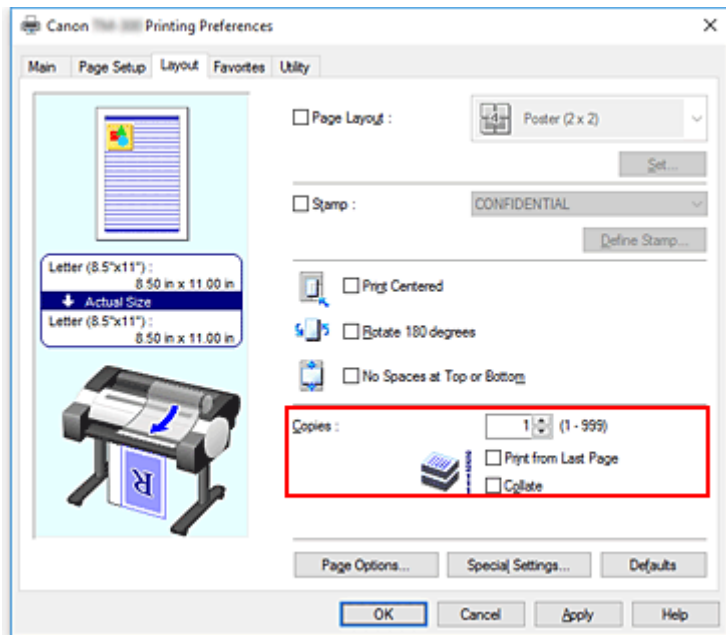 Canon Printing Preferences
Main Page Setup Layout Favorites Utility
Page Layout :
4 Poster (2 x 2)
Set...
Stamp :
CONFIDENTIAL
Define Stamp...
Letter (8.5"x11") :
8.50 in x 11.00 in
Actual Size
Letter (8.5"x11") :
8.50 in x 11.00 in
Print Centered
Rotate 180 degrees
No Spaces at Top or Bottom
R
Copies :
1 (1 - 999)
Print from Last Page
Collate
Page Options... Special Settings... Defaults
OK Cancel Apply Help